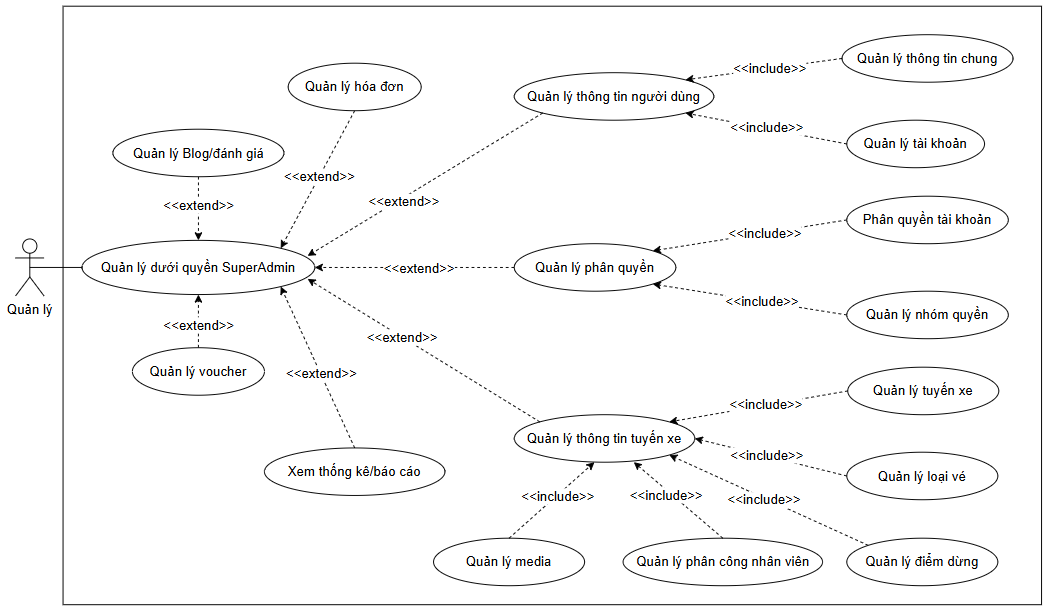 Quản lý thông tin chung
<<include>>
Quản lý hóa đơn
Quản lý thông tin người dùng
<<include>>
Quản lý tài khoản
Quản lý Blog/đánh giá
<<extend>>
<<extend>>
<<extend>>
Phân quyền tài khoản
<<include>>
Quản lý dưới quyền SuperAdmin
<<extend>>
Quản lý phân quyền
<<include>>
Quản lý
Quản lý nhóm quyền
<<extend>>
<<extend>>
Quản lý voucher
<<extend>>
Quản lý tuyến xe
<<include>>
Quản lý thông tin tuyến xe
<<include>>
Xem thống kê/báo cáo
Quản lý loại vé
<<include>>
<<include>>
<<include>>
Quản lý media
Quản lý phân công nhân viên
Quản lý điểm dừng